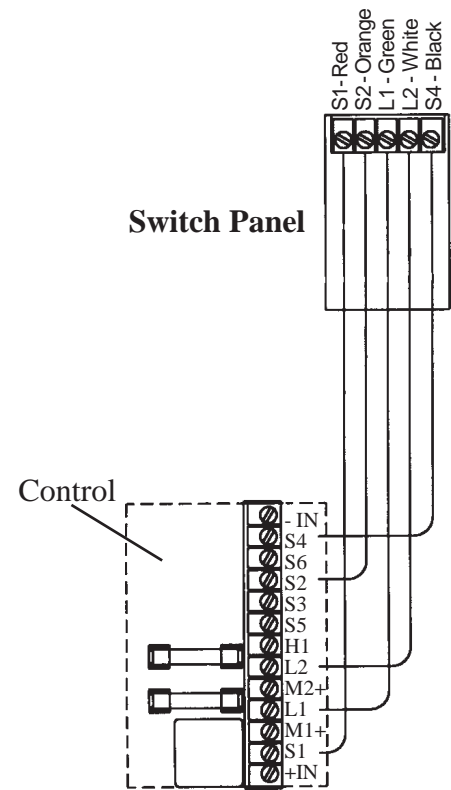 S1-Red
S2 - Orange
L1 - Green
L2 - White
S4 - Black
Switch Panel
Control
- IN
S4
S6
S2
S3
S5
H1
L2
M2+
L1
M1+
S1
+IN